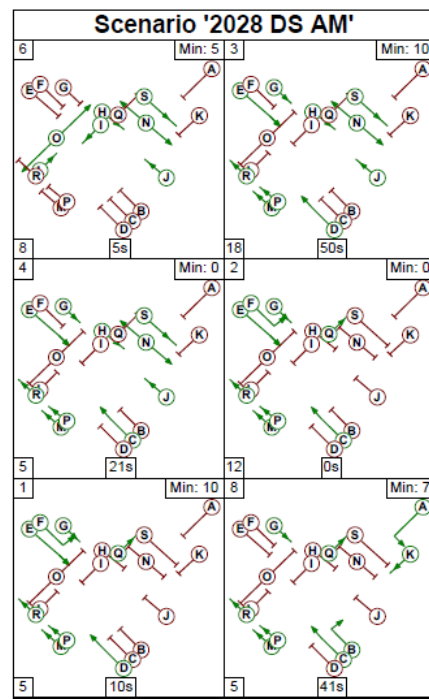 Scenario '2028 DS AM'
6
Min: 5
A
E F G
S
H Q K
I N
O
R
J
M P
B
C
D
8
5s
3
Min: 10
A
E F G
S
H Q K
I N
O
R
J
M P
B
C
D
18
50s
4
Min: 0
A
E F G
S
H Q K
I N
O
R
J
M P
B
C
D
5
21s
2
Min: 0
A
E F G
S
H Q K
I N
O
R
J
M P
B
C
D
12
0s
1
Min: 10
A
E F G
S
H Q K
I N
O
R
J
M P
B
C
D
5
10s
8
Min: 7
A
E F G
S
H Q K
I N
O
R
J
M P
B
C
D
5
41s